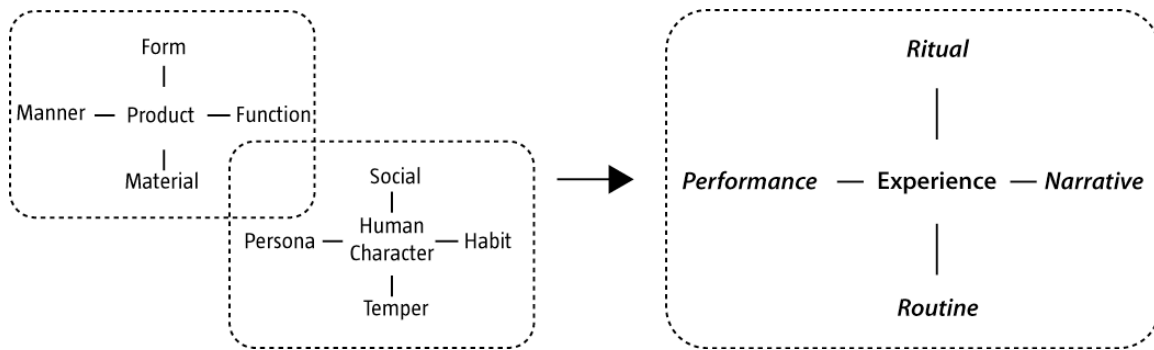 Form
Manner — Product — Function
Material
Social
Persona — Human Character — Habit
Temper
Ritual
Performance — Experience — Narrative
Routine